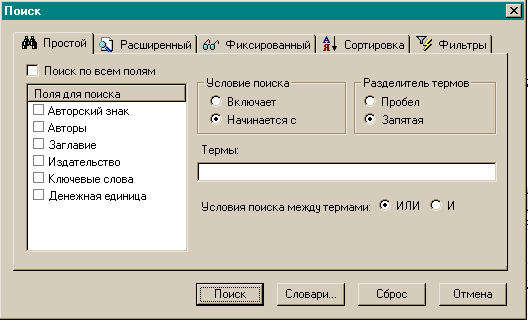 Поиск
Простой Расширенный Фиксированный Сортировка Фильтры
Поиск по всем полям
Поля для поиска
Авторский знак
Авторы
Заглавие
Издательство
Ключевые слова
Денежная единица
Условие поиска
Включает
Начинается с
Разделитель термов
Пробел
Запятая
Термы:
Условия поиска между термами: ИЛИ И
Поиск Словари... Сброс Отмена